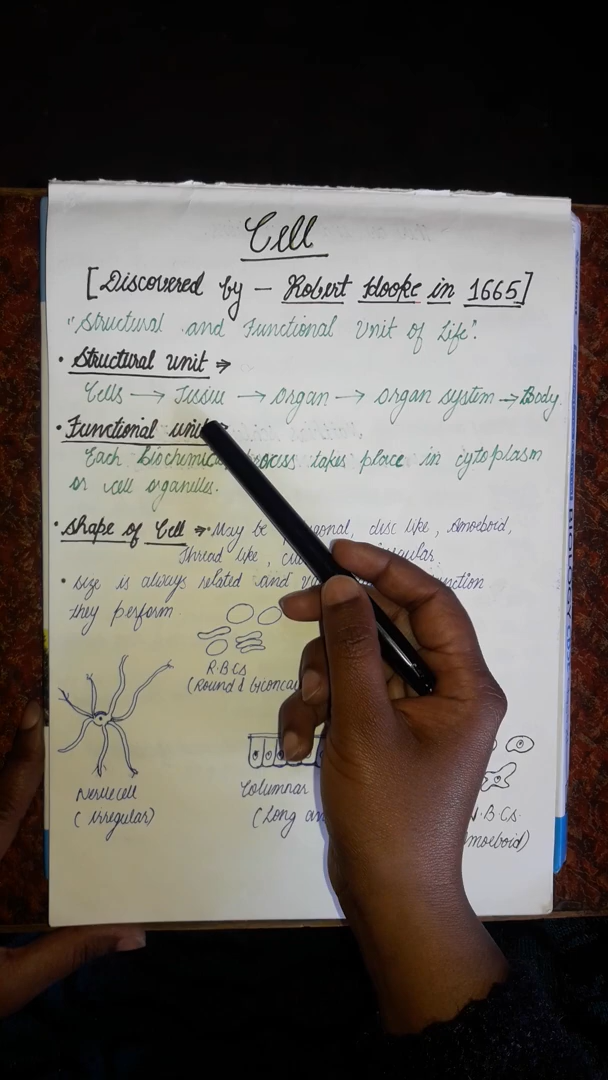 Cell
[Discovered by - Robert Hooke in 1665]
"Structural and Functional Unit of Life".
• Structural unit ⇒
Cells → Tissue → Organ → Organ system → Body.
• Functional unit ⇒
Each biochemical process takes place in cytoplasm
or cell organelles.
• Shape of Cell → • May be disc like, Amoeboid,
Thread like,
• Size is always related and function
they perform.
R.B.Cs
(Round &
Nerve cell
(irregular)
Columnar
(Long
W.B.Cs.
Amoeboid)